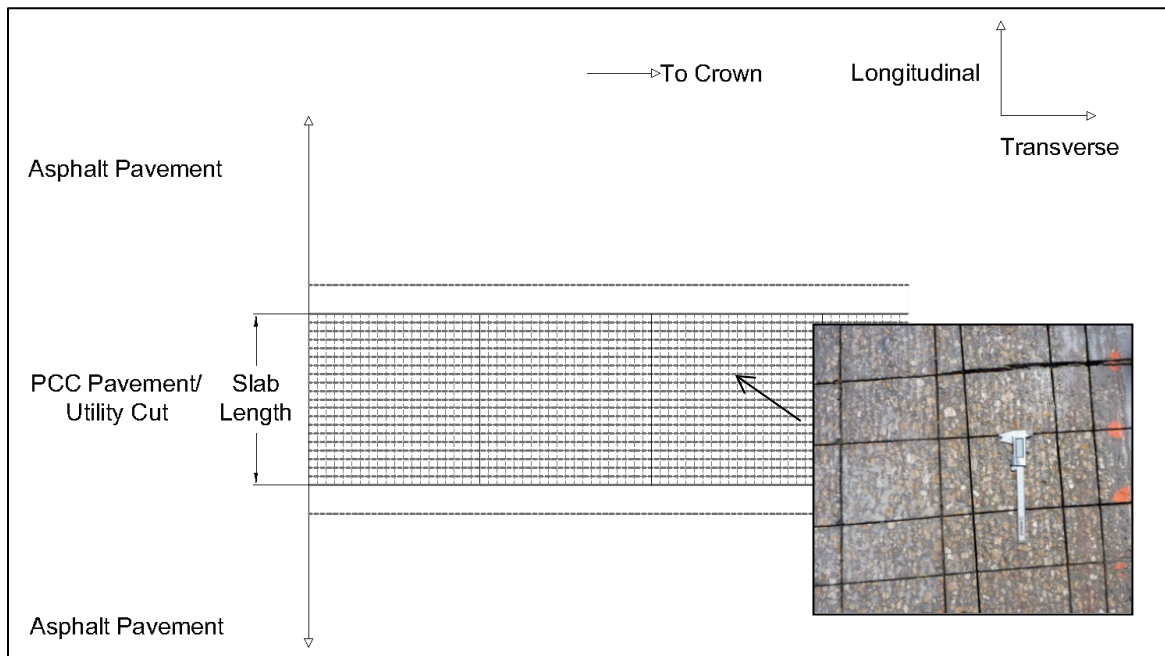 To Crown
Longitudinal
Transverse
Asphalt Pavement
PCC Pavement/
Utility Cut
Slab
Length
Asphalt Pavement